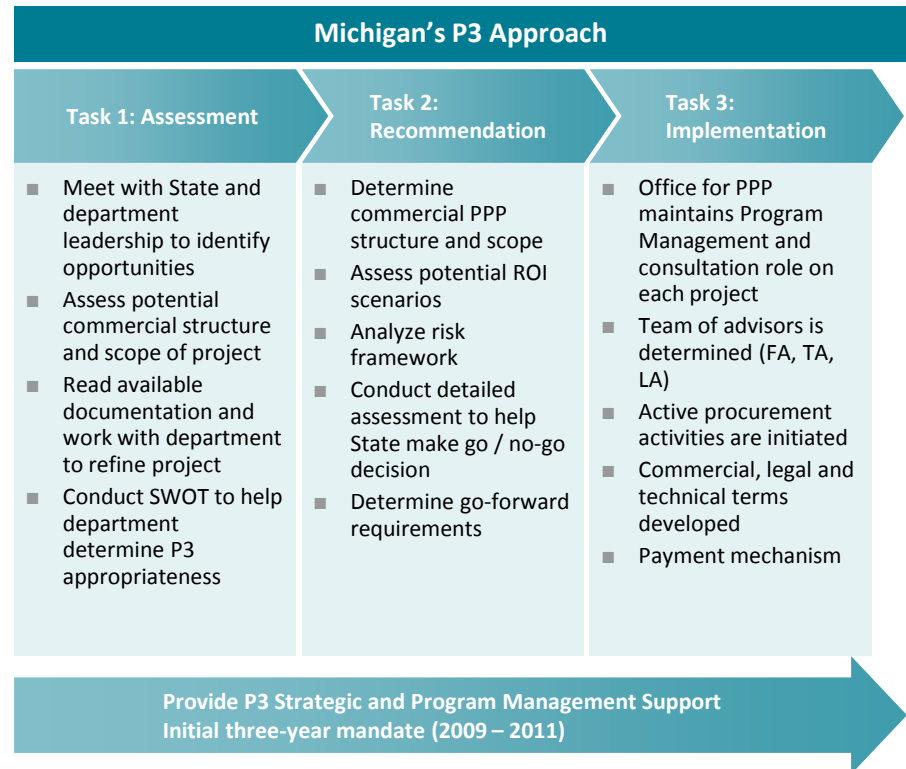 Michigan's P3 Approach
Task 1: Assessment
■ Meet with State and
department
leadership to identify
opportunities
■ Assess potential
commercial structure
and scope of project
■ Read available
documentation and
work with department
to refine project
■ Conduct SWOT to help
department
determine P3
appropriateness
Task 2:
Recommendation
■ Determine
commercial PPP
structure and scope
■ Assess potential ROI
scenarios
■ Analyze risk
framework
■ Conduct detailed
assessment to help
State make go / no-go
decision
■ Determine go-forward
requirements
Task 3:
Implementation
■ Office for PPP
maintains Program
Management and
consultation role on
each project
■ Team of advisors is
determined (FA, TA,
LA)
■ Active procurement
activities are initiated
■ Commercial, legal and
technical terms
developed
■ Payment mechanism
Provide P3 Strategic and Program Management Support
Initial three-year mandate (2009 – 2011)